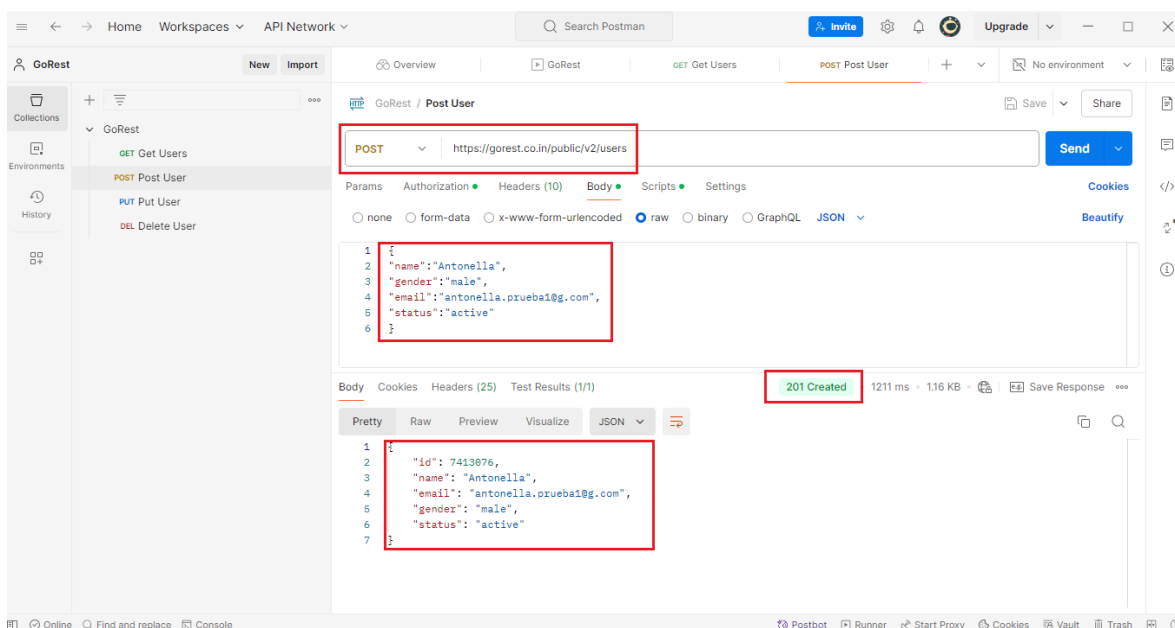 Home Workspaces API Network Search Postman Invite Upgrade
GoRest New Import Overview GoRest GET Get Users POST Post User No environment
Collections
Environments
History
GoRest
GET Get Users
POST Post User
PUT Put User
DEL Delete User
HTTP GoRest / Post User Save Share
POST https://gorest.co.in/public/v2/users Send
Params Authorization Headers (10) Body Scripts Settings Cookies
none form-data x-www-form-urlencoded raw binary GraphQL JSON Beautify
1 {
2 "name":"Antonella",
3 "gender":"male",
4 "email":"antonella.prueba1@g.com",
5 "status":"active"
6 }
Body Cookies Headers (25) Test Results (1/1) 201 Created 1211 ms 1.16 KB e.g. Save Response
Pretty Raw Preview Visualize JSON
1 {
2 "id": 7413076,
3 "name": "Antonella",
4 "email": "antonella.prueba1@g.com",
5 "gender": "male",
6 "status": "active"
7 }
Online Find and replace Console Postbot Runner Start Proxy Cookies Vault Trash